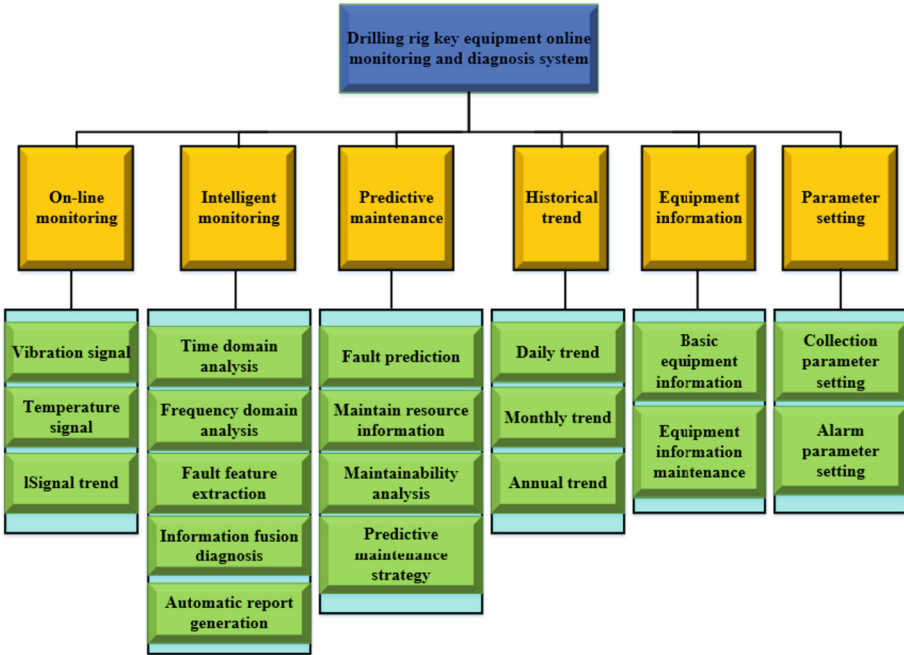 Drilling rig key equipment online
monitoring and diagnosis system
On-line
monitoring
Intelligent
monitoring
Predictive
maintenance
Historical
trend
Equipment
information
Parameter
setting
Vibration signal
Temperature
signal
lSignal trend
Time domain
analysis
Frequency domain
analysis
Fault feature
extraction
Information fusion
diagnosis
Automatic report
generation
Fault prediction
Maintain resource
information
Maintainability
analysis
Predictive
maintenance
strategy
Daily trend
Monthly trend
Annual trend
Basic
equipment
information
Equipment
information
maintenance
Collection
parameter
setting
Alarm
parameter
setting